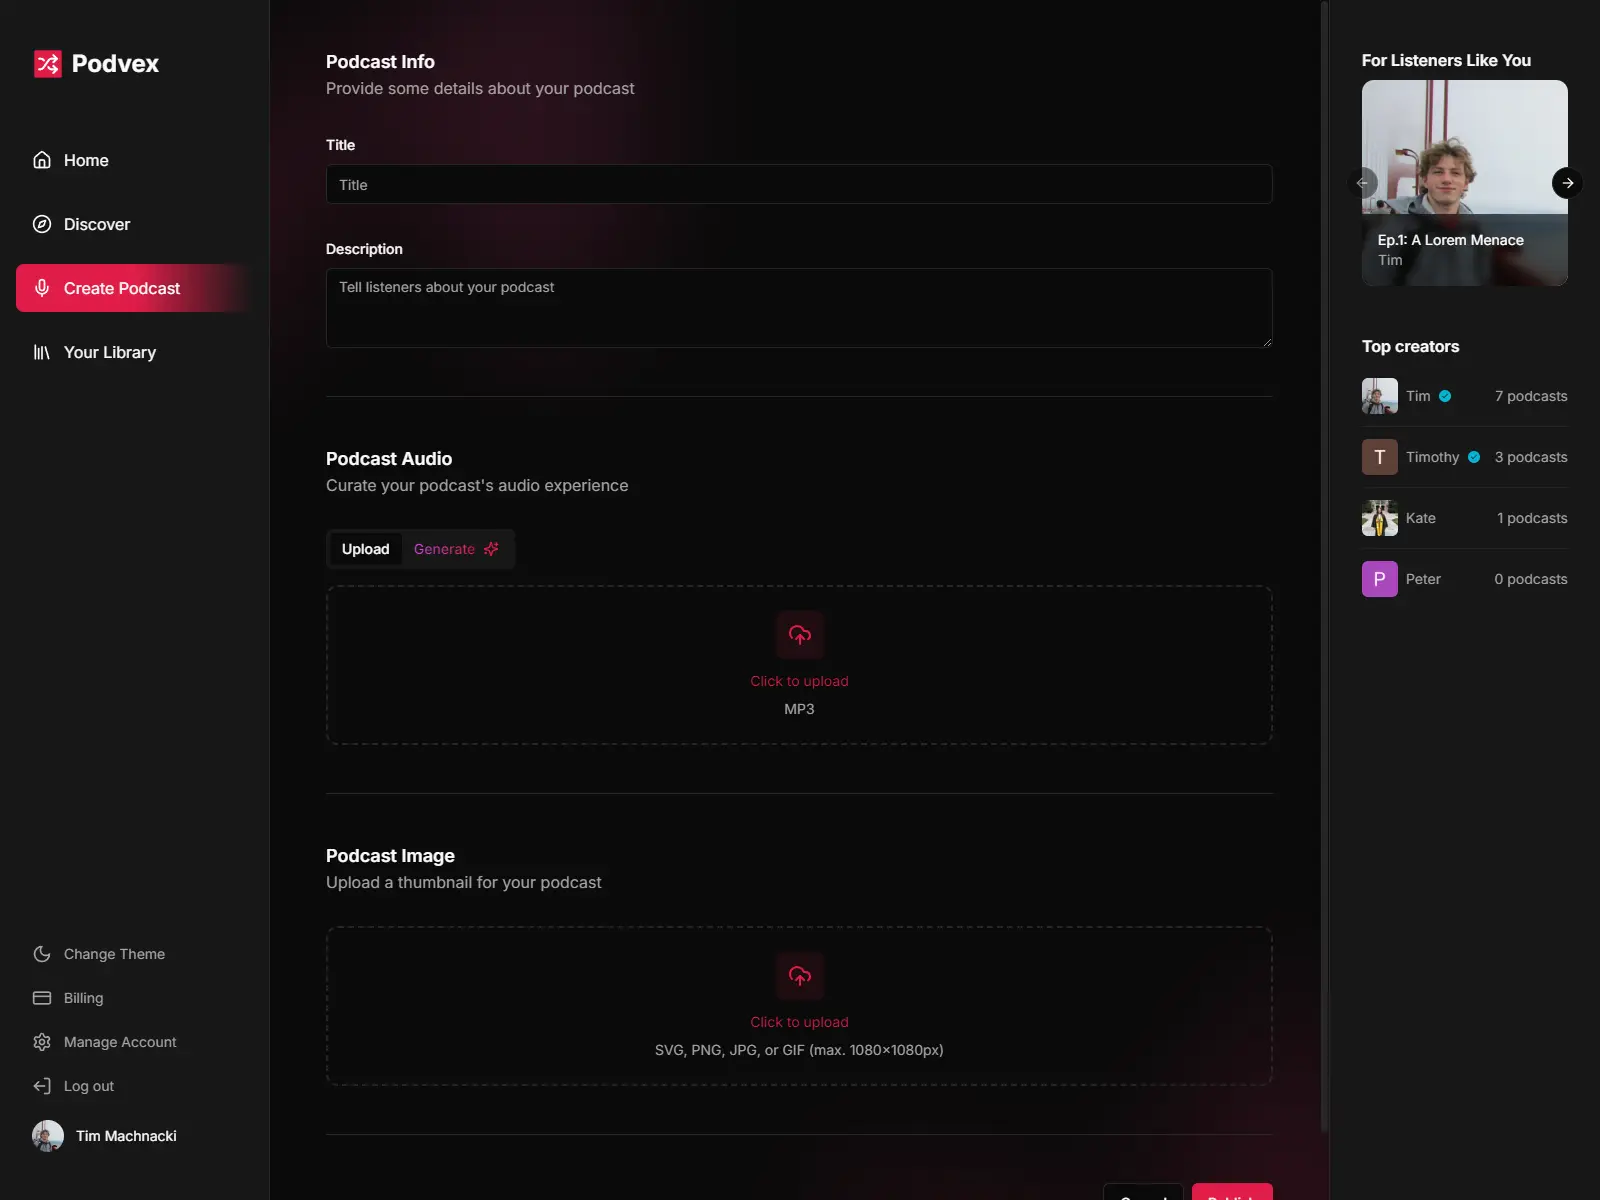 Podvex
Home
Discover
Create Podcast
Your Library
Change Theme
Billing
Manage Account
Log out
Tim Machnacki
Podcast Info
Provide some details about your podcast
Title
Title
Description
Tell listeners about your podcast
Podcast Audio
Curate your podcast's audio experience
Upload Generate
Click to upload
MP3
Podcast Image
Upload a thumbnail for your podcast
Click to upload
SVG, PNG, JPG, or GIF (max. 1080×1080px)
For Listeners Like You
Ep.1: A Lorem Menace
Tim
Top creators
Tim 7 podcasts
T Timothy 3 podcasts
Kate 1 podcasts
P Peter 0 podcasts